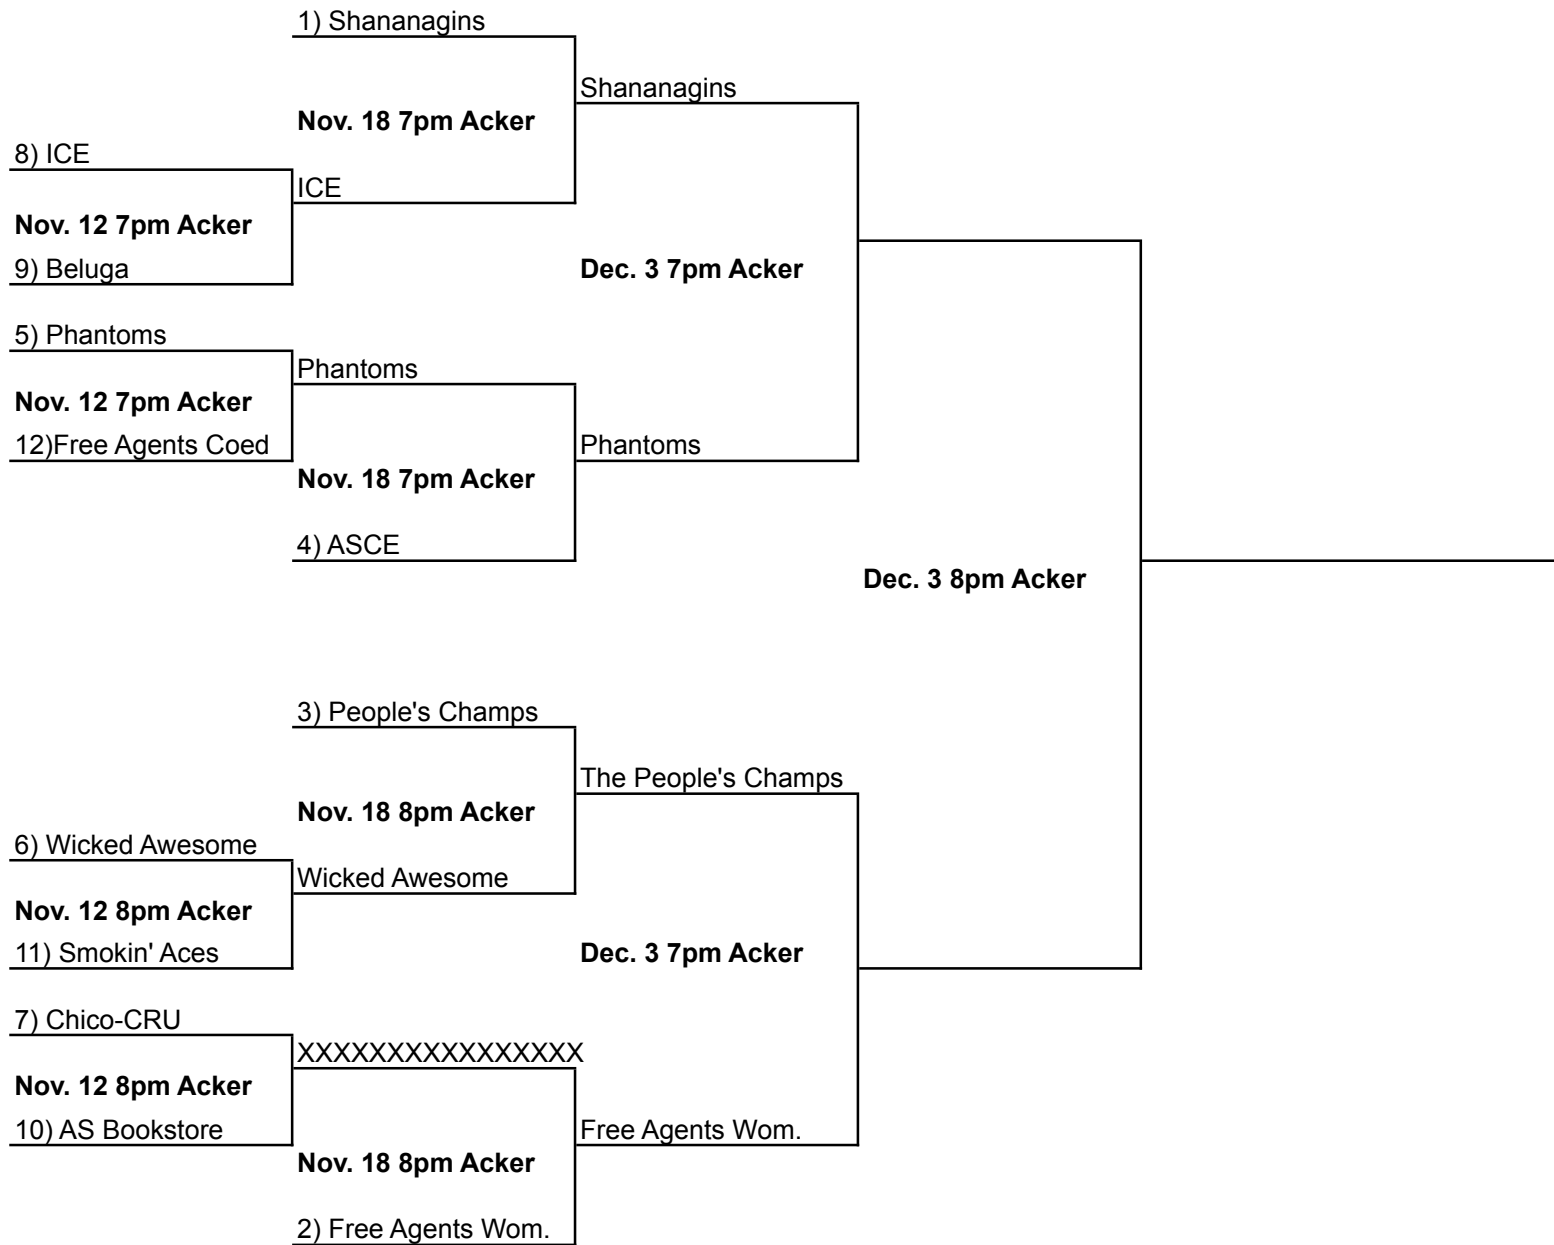 1) Shananagins
Shananagins
Nov. 18 7pm Acker
8) ICE
ICE
Nov. 12 7pm Acker
9) Beluga
Dec. 3 7pm Acker
5) Phantoms
Phantoms
Nov. 12 7pm Acker
12)Free Agents Coed
Phantoms
Nov. 18 7pm Acker
4) ASCE
Dec. 3 8pm Acker
3) People's Champs
The People's Champs
Nov. 18 8pm Acker
6) Wicked Awesome
Wicked Awesome
Nov. 12 8pm Acker
11) Smokin' Aces
Dec. 3 7pm Acker
7) Chico-CRU
XXXXXXXXXXXXXXXX
Nov. 12 8pm Acker
10) AS Bookstore
Free Agents Wom.
Nov. 18 8pm Acker
2) Free Agents Wom.